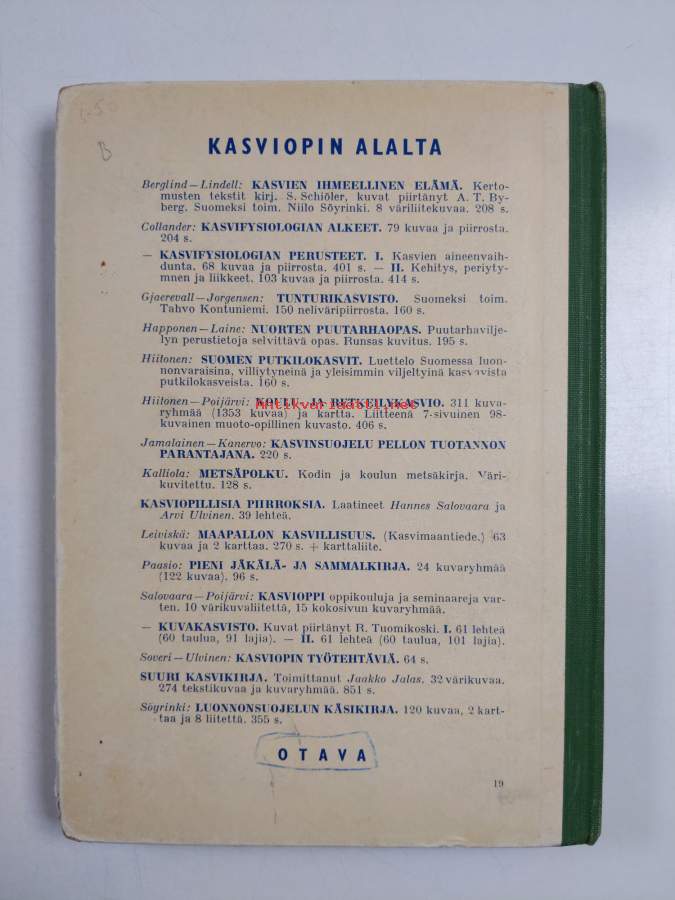 B
KASVIOPIN ALALTA
Berglind—Lindell: KASVIEN IHMEELLINEN ELÄMÄ. Kerto-
musten tekstit kirj. S. Schiöler, kuvat piirtänyt A. T. By-
berg. Suomeksi toim. Niilo Söyrinki. 8 väriliitekuvaa. 208 s.
Collander: KASVIFYSIOLOGIAN ALKEET. 79 kuvaa ja piirrosta.
204 s.
— KASVIFYSIOLOGIAN PERUSTEET. I. Kasvien aineenvaih-
dunta. 68 kuvaa ja piirrosta. 401 s. — II. Kehitys, periyty-
mnen ja liikkeet. 103 kuvaa ja piirrosta. 414 s.
Gjaerevall—Jorgensen: TUNTURIKASVISTO. Suomeksi toim.
Tahvo Kontuniemi. 150 neliväripiirrosta. 160 s.
Happonen—Laine: NUORTEN PUUTARHAOPAS. Puutarhavilje-
lyn perustietoja selvittävä opas. Runsas kuvitus. 195 s.
Hiitonen: SUOMEN PUTKILOKASVIT. Luettelo Suomessa luon-
nonvaraisina, villiytyneinä ja yleisimmin viljeltyinä kasvavista
putkilokasveista. 160 s.
Hiitonen—Poijärvi: KOULU- JA RETKEILYKASVIO. 311 kuva-
ryhmää (1353 kuvaa) ja kartta. Liitteenä 7-sivuinen 98-
kuvainen muoto-opillinen kuvasto. 406 s.
Antikvariaatti.net
Jamalainen—Kanervo: KASVINSUOJELU PELLON TUOTANNON
PARANTAJANA. 220 s.
Kalliola: METSÄPOLKU. Kodin ja koulun metsäkirja. Väri-
kuvitettu. 128 s.
KASVIOPILLISIA PIIRROKSIA. Laatineet Hannes Salovaara ja
Arvi Ulvinen. 39 lehteä.
Leiviskä: MAAPALLON KASVILLISUUS. (Kasvimaantiede.) 63
kuvaa ja 2 karttaa. 270 s. + karttaliite.
Paasio: PIENI JÄKÄLÄ- JA SAMMALKIRJA. 24 kuvaryhmää
(122 kuvaa). 96 s.
Salovaara—Poijärvi: KASVIOPPI oppikouluja ja seminaareja var-
ten. 10 värikuvaliitettä, 15 kokosivun kuvaryhmää.
— KUVAKASVISTO. Kuvat piirtänyt R. Tuomikoski. I. 61 lehteä
(60 taulua, 91 lajia). — II. 61 lehteä (60 taulua, 101 lajia).
Soveri—Ulvinen: KASVIOPIN TYÖTEHTÄVIÄ. 64 s.
SUURI KASVIKIRJA. Toimittanut Jaakko Jalas. 32 värikuvaa.
274 tekstikuvaa ja kuvaryhmää. 851 s.
Söyrinki: LUONNONSUOJELUN KÄSIKIRJA. 120 kuvaa, 2 kart-
taa ja 8 liitettä. 355 s.
OTAVA
19